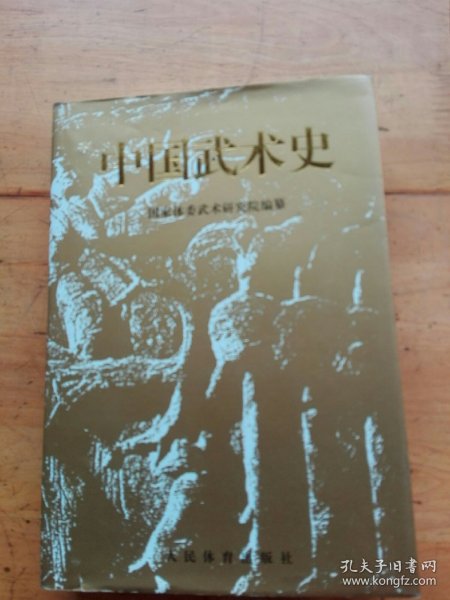 中国武术史
国家体委武术研究院编纂
人民体育出版社
孔夫子旧书网
www.kongfz.com